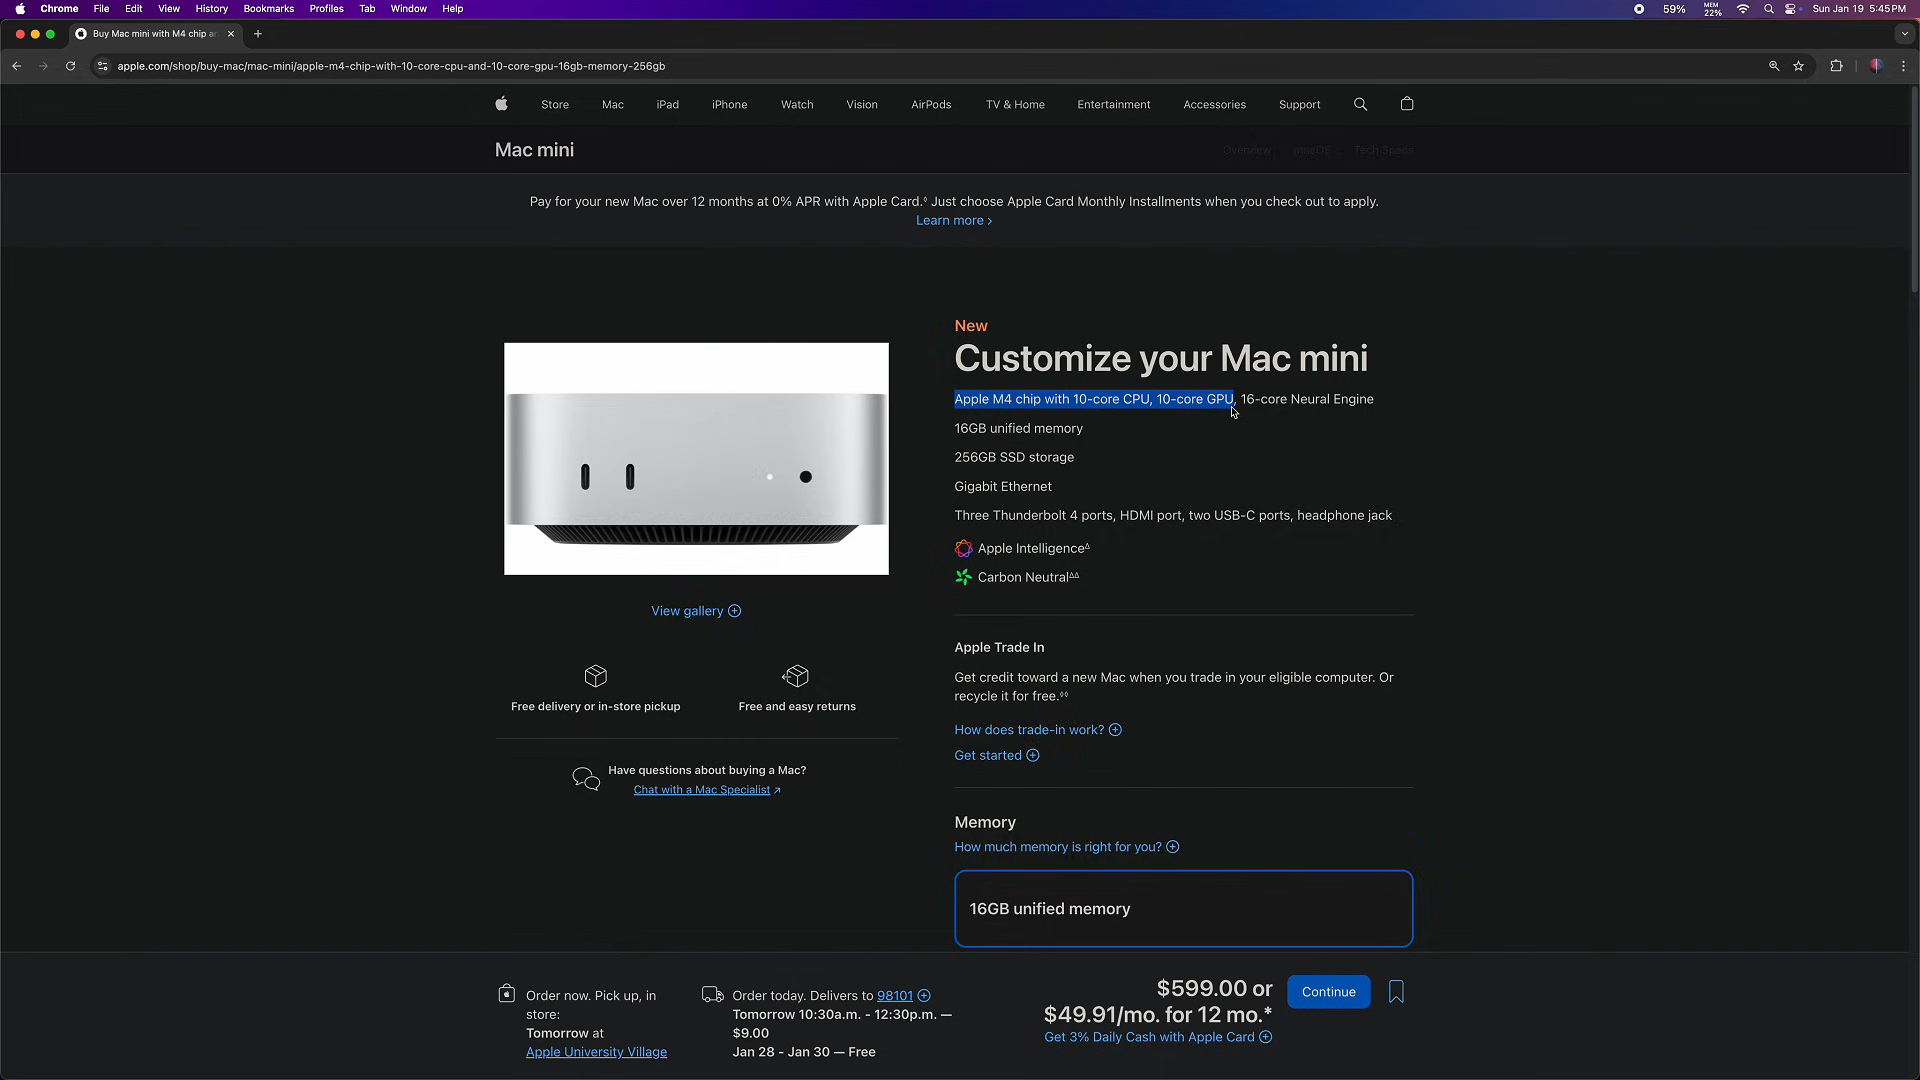 Chrome File Edit View History Bookmarks Profiles Tab Window Help 59% MEM 22% Sun Jan 19 5:45 PM
Buy Mac mini with M4 chip a
apple.com/shop/buy-mac/mac-mini/apple-m4-chip-with-10-core-cpu-and-10-core-gpu-16gb-memory-256gb
Store Mac iPad iPhone Watch Vision AirPods TV & Home Entertainment Accessories Support
Mac mini Overview macOS Tech Specs
Pay for your new Mac over 12 months at 0% APR with Apple Card.◊ Just choose Apple Card Monthly Installments when you check out to apply.
Learn more >
New
Customize your Mac mini
Apple M4 chip with 10-core CPU, 10-core GPU, 16-core Neural Engine
16GB unified memory
256GB SSD storage
Gigabit Ethernet
Three Thunderbolt 4 ports, HDMI port, two USB-C ports, headphone jack
Apple Intelligence∆
Carbon Neutral∆∆
View gallery
Free delivery or in-store pickup
Free and easy returns
Have questions about buying a Mac?
Chat with a Mac Specialist ↗
Apple Trade In
Get credit toward a new Mac when you trade in your eligible computer. Or
recycle it for free.◊◊
How does trade-in work?
Get started
Memory
How much memory is right for you?
16GB unified memory
Order now. Pick up, in
store:
Tomorrow at
Apple University Village
Order today. Delivers to 98101
Tomorrow 10:30a.m. - 12:30p.m. —
$9.00
Jan 28 - Jan 30 — Free
$599.00 or
$49.91/mo. for 12 mo.*
Get 3% Daily Cash with Apple Card
Continue